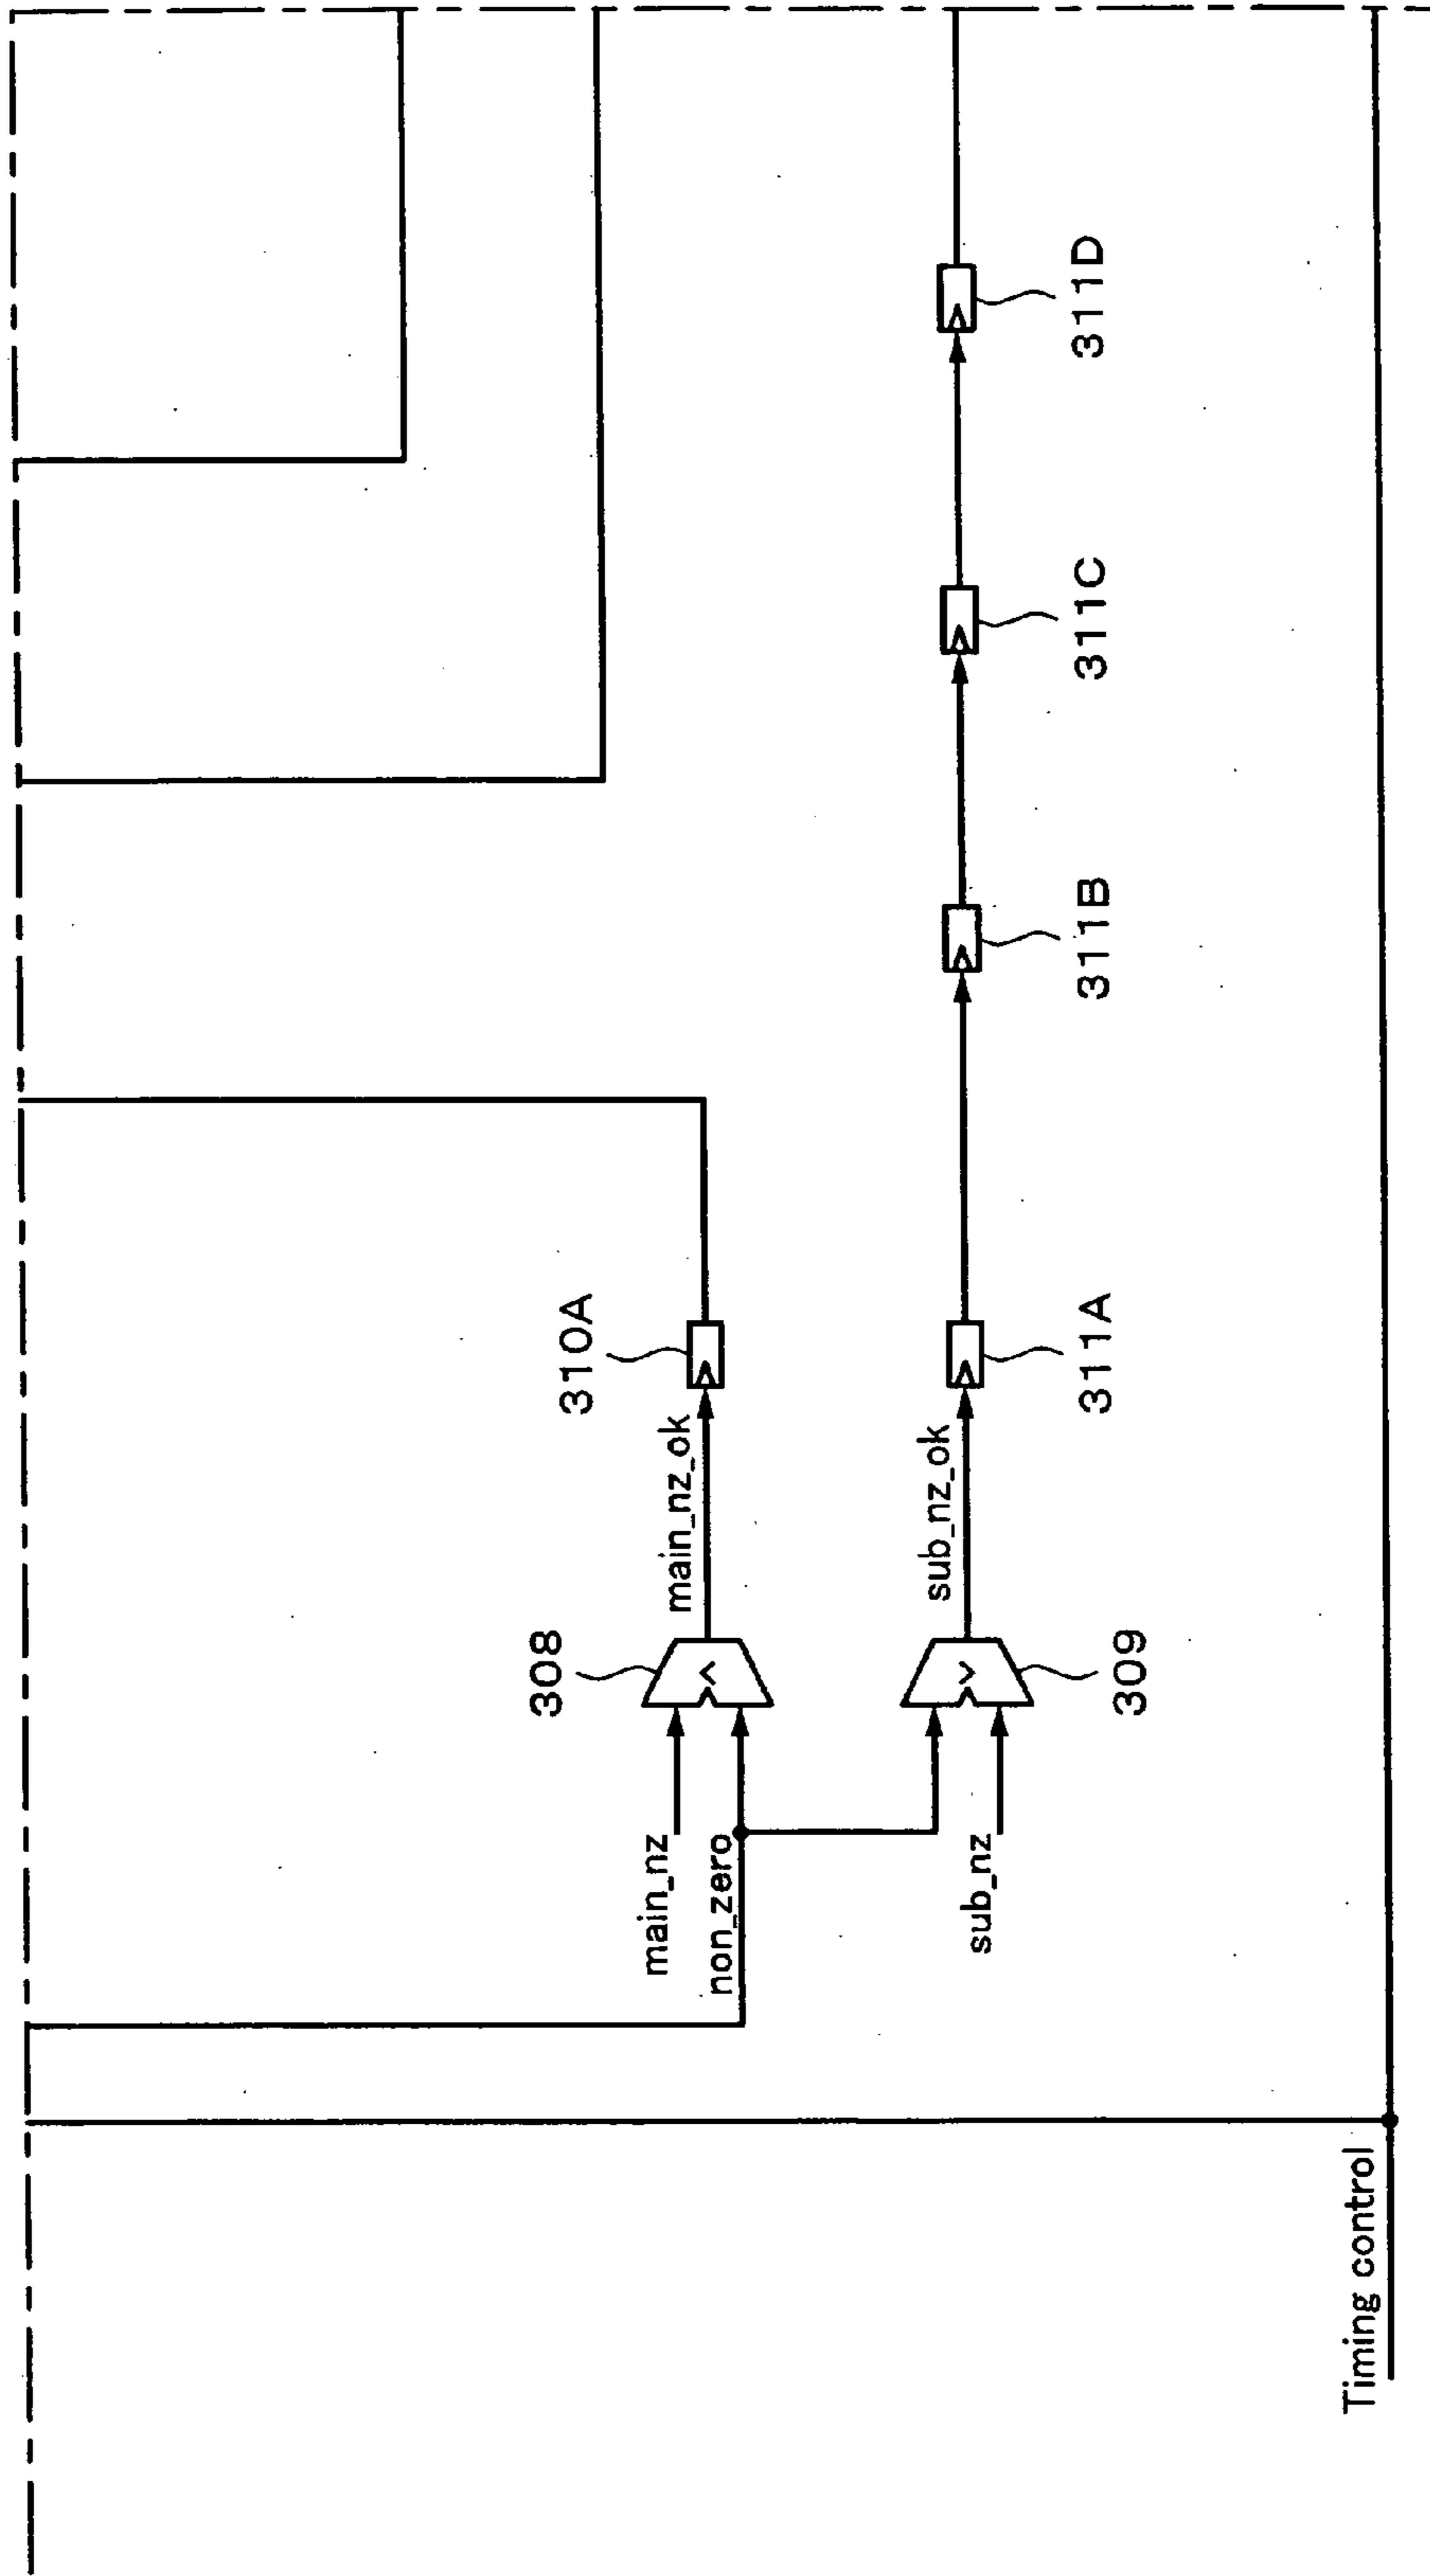 308
310A
main_nz
main_nz_ok
<
non_zero
sub_nz_ok
>
sub_nz
309
311A
311B
311C
311D
Timing control